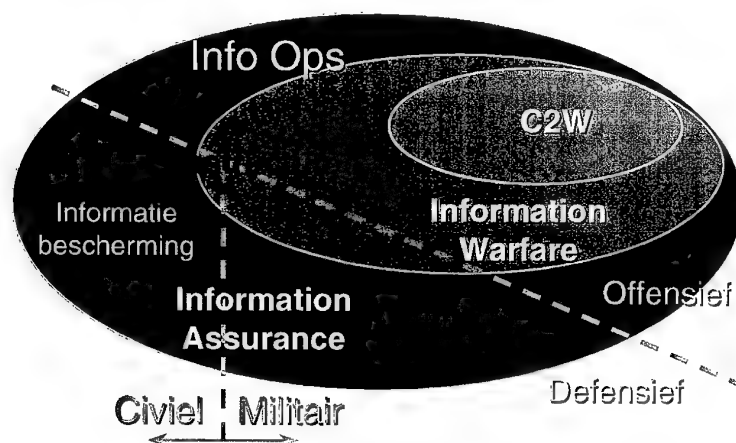 Info Ops
C2W
Informatie
bescherming
Information
Warfare
Information
Assurance
Offensief
Defensief
Civiel
Militair